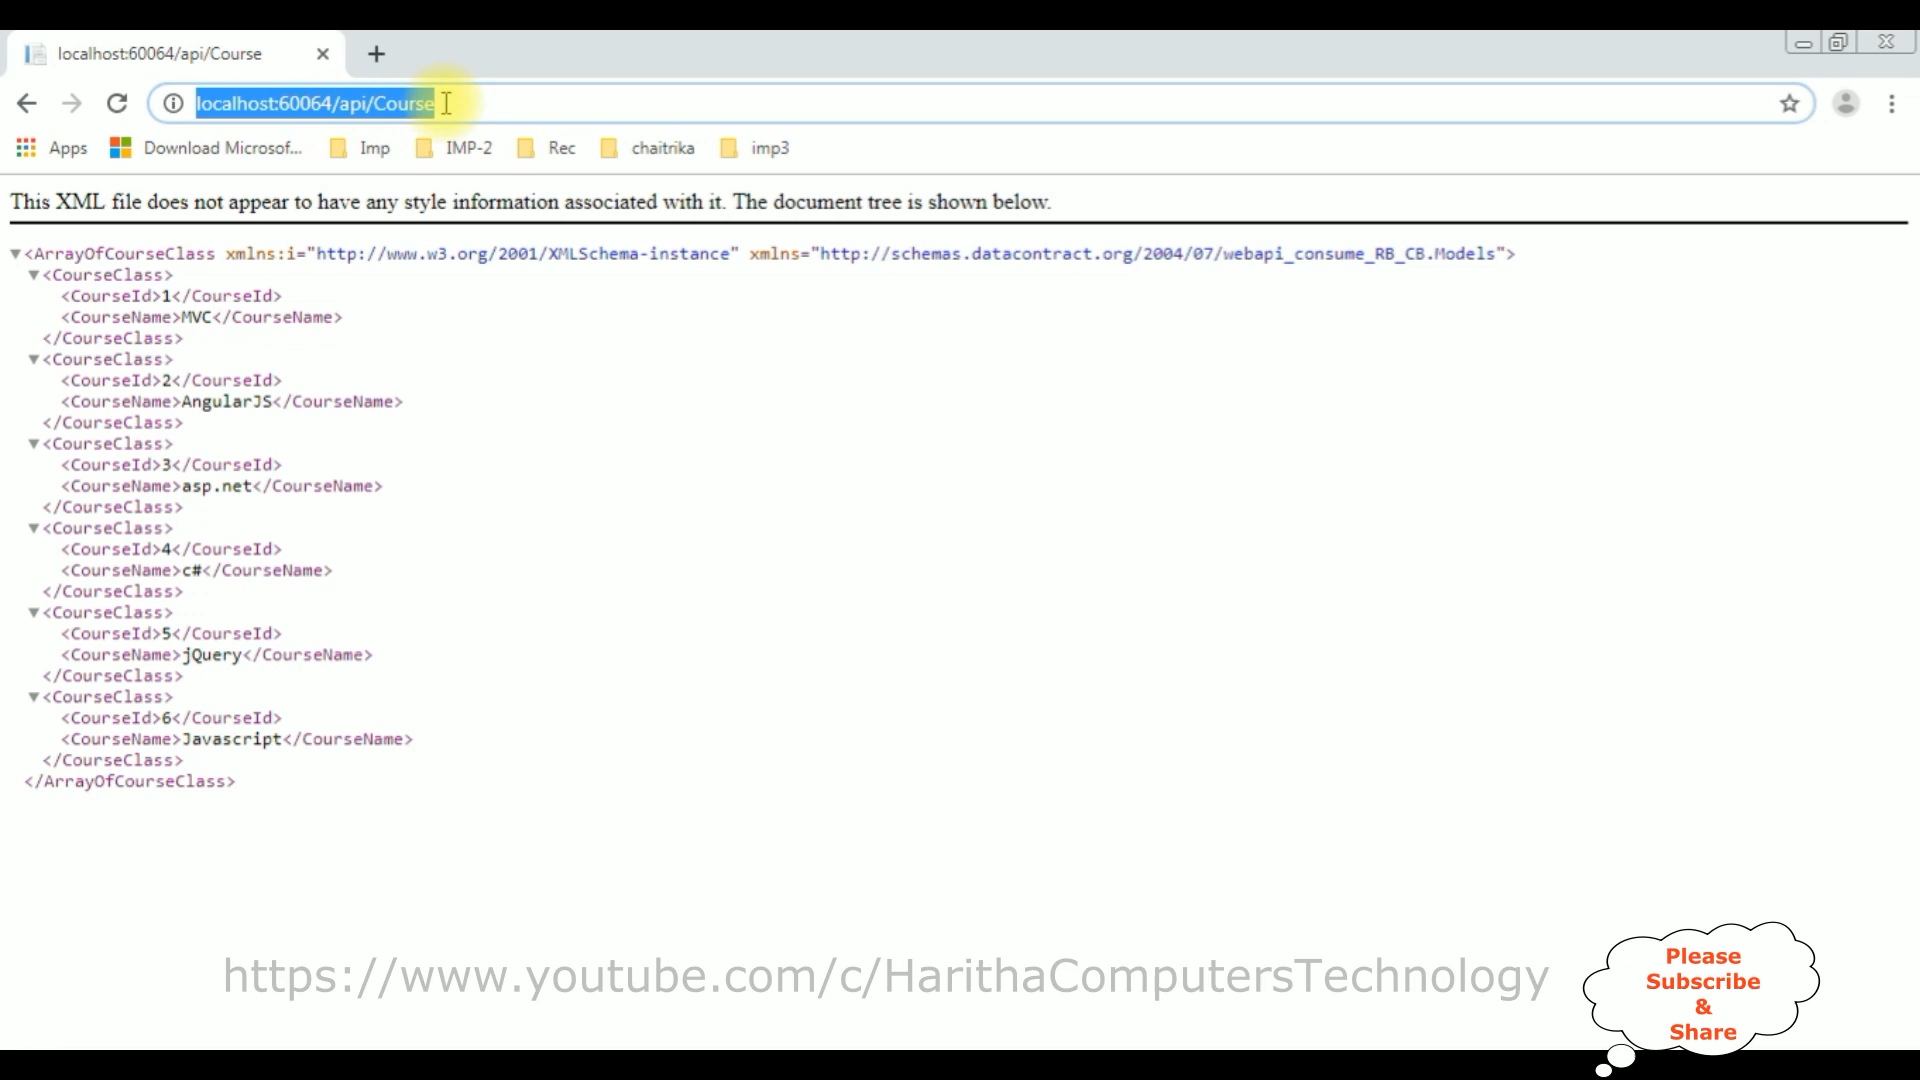 localhost:60064/api/Course
localhost:60064/api/Course
Apps Download Microsof... Imp IMP-2 Rec chaitrika imp3
This XML file does not appear to have any style information associated with it. The document tree is shown below.
<ArrayOfCourseClass xmlns:i="http://www.w3.org/2001/XMLSchema-instance" xmlns="http://schemas.datacontract.org/2004/07/webapi_consume_RB_CB.Models">
<CourseClass>
<CourseId>1</CourseId>
<CourseName>MVC</CourseName>
</CourseClass>
<CourseClass>
<CourseId>2</CourseId>
<CourseName>AngularJS</CourseName>
</CourseClass>
<CourseClass>
<CourseId>3</CourseId>
<CourseName>asp.net</CourseName>
</CourseClass>
<CourseClass>
<CourseId>4</CourseId>
<CourseName>c#</CourseName>
</CourseClass>
<CourseClass>
<CourseId>5</CourseId>
<CourseName>jQuery</CourseName>
</CourseClass>
<CourseClass>
<CourseId>6</CourseId>
<CourseName>Javascript</CourseName>
</CourseClass>
</ArrayOfCourseClass>
https://www.youtube.com/c/HarithaComputersTechnology
Please
Subscribe
&
Share